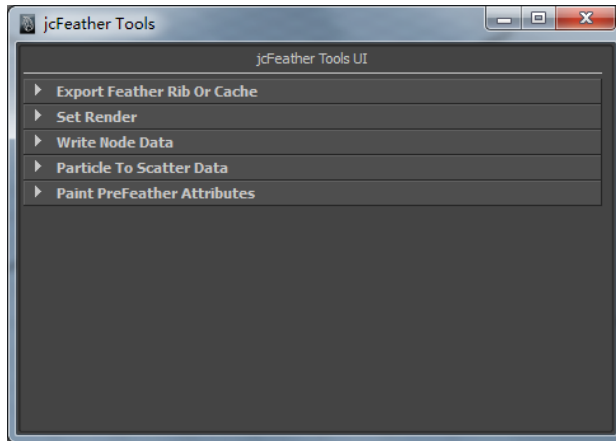 jcFeather Tools
jcFeather Tools UI
Export Feather Rib Or Cache
Set Render
Write Node Data
Particle To Scatter Data
Paint PreFeather Attributes